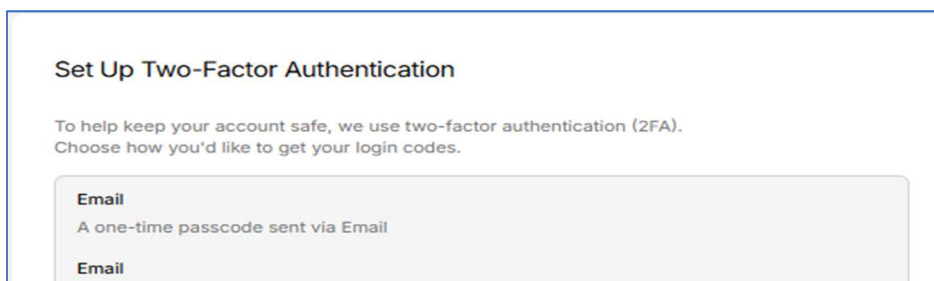 Set Up Two-Factor Authentication
To help keep your account safe, we use two-factor authentication (2FA).
Choose how you'd like to get your login codes.
Email
A one-time passcode sent via Email
Email